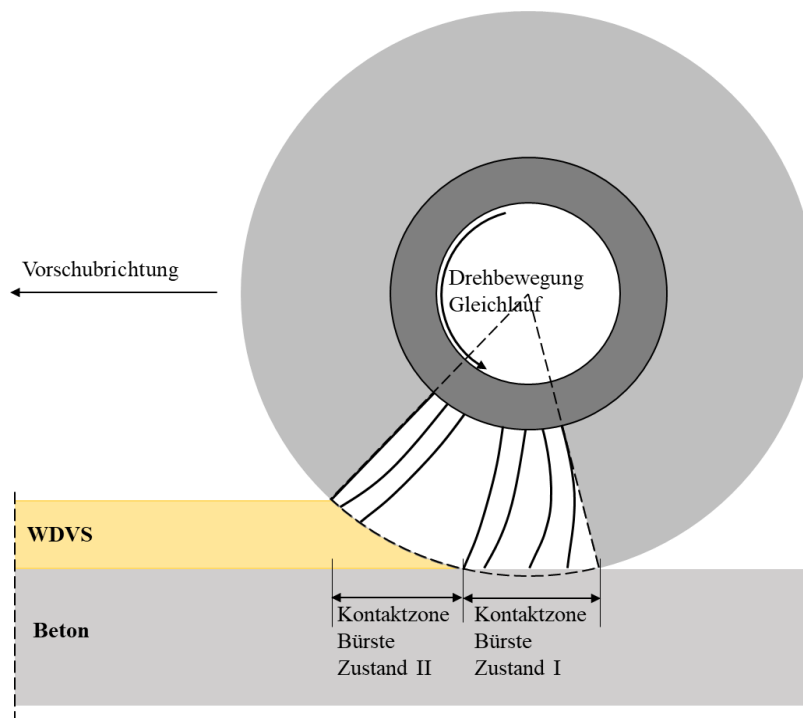 Vorschubrichtung
Drehbewegung
Gleichlauf
WDVS
Beton
Kontaktzone
Bürste
Zustand II
Kontaktzone
Bürste
Zustand I